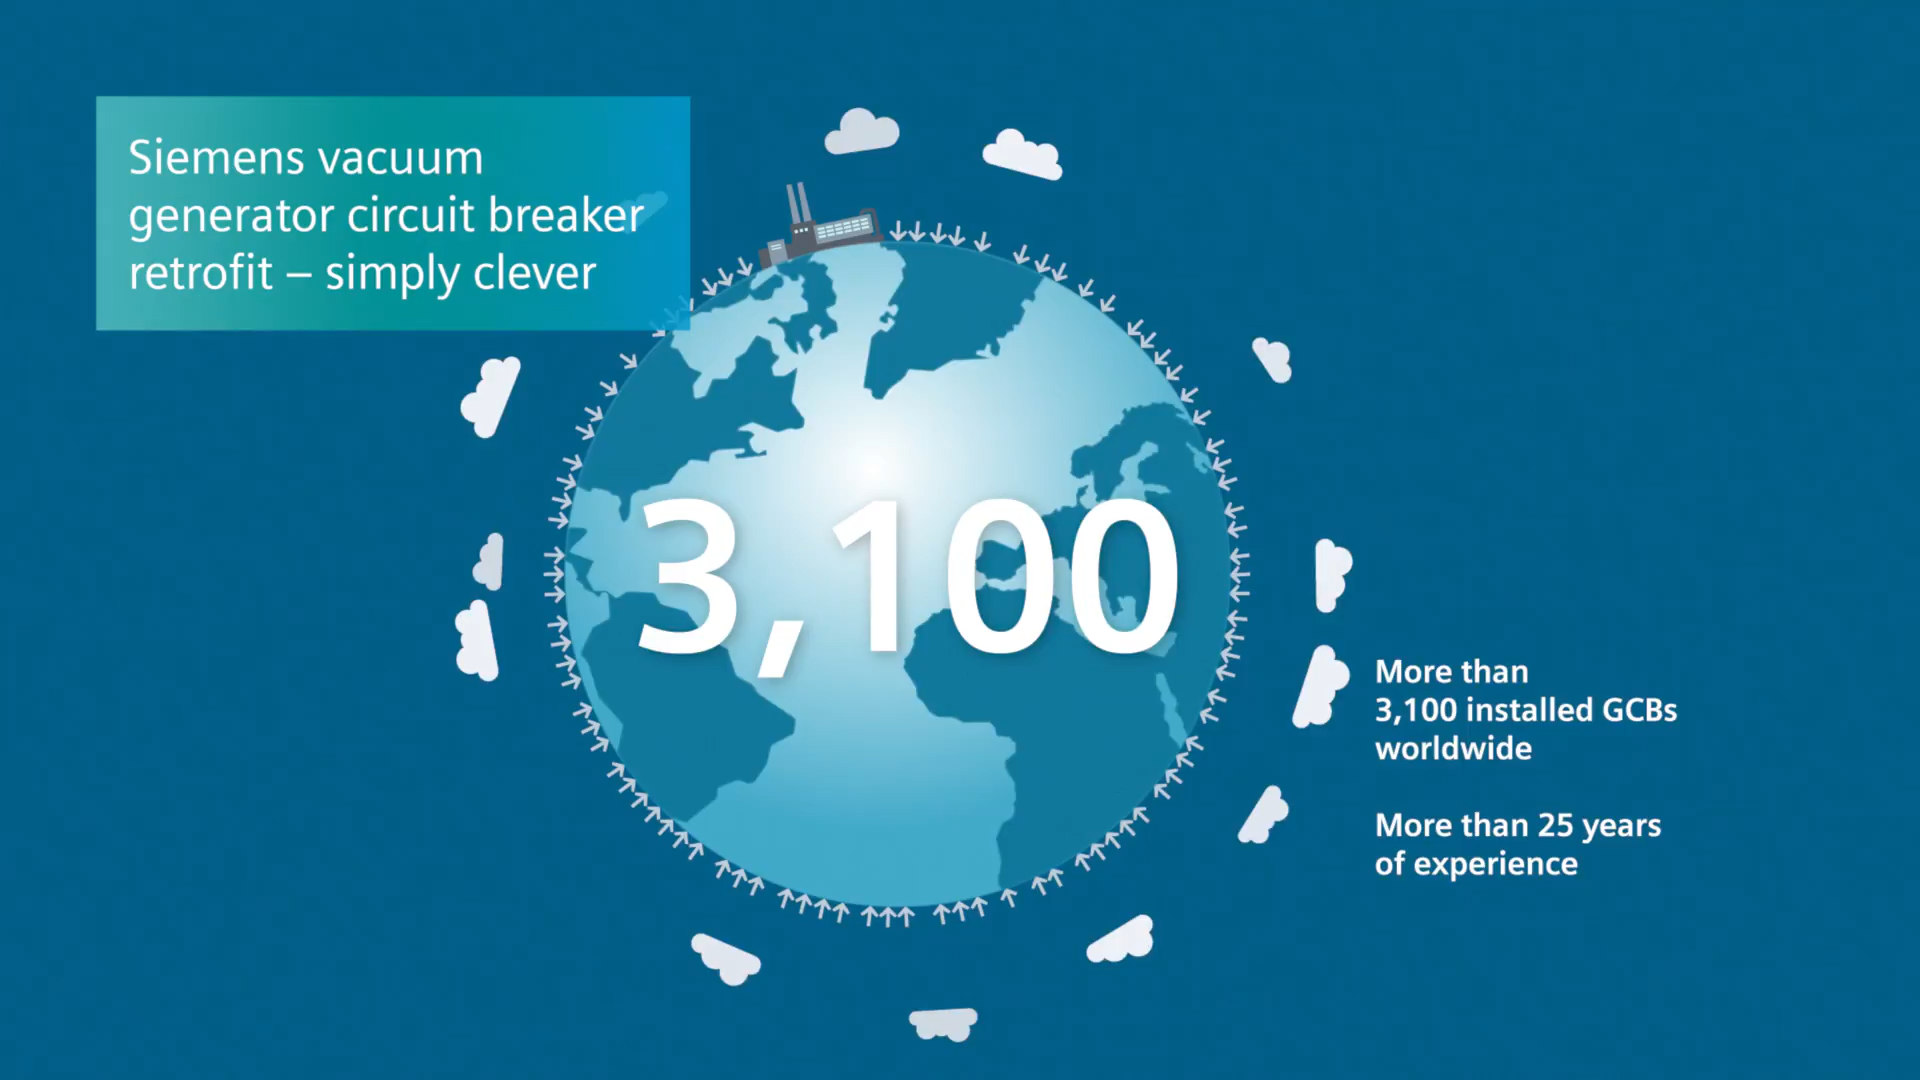 Siemens vacuum
generator circuit breaker
retrofit – simply clever
3,100
More than
3,100 installed GCBs
worldwide
More than 25 years
of experience